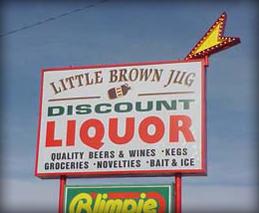 LITTLE BROWN JUG
DISCOUNT
LIQUOR
QUALITY BEERS & WINES · KEGS
GROCERIES · NOVELTIES · BAIT & ICE
Blimpie